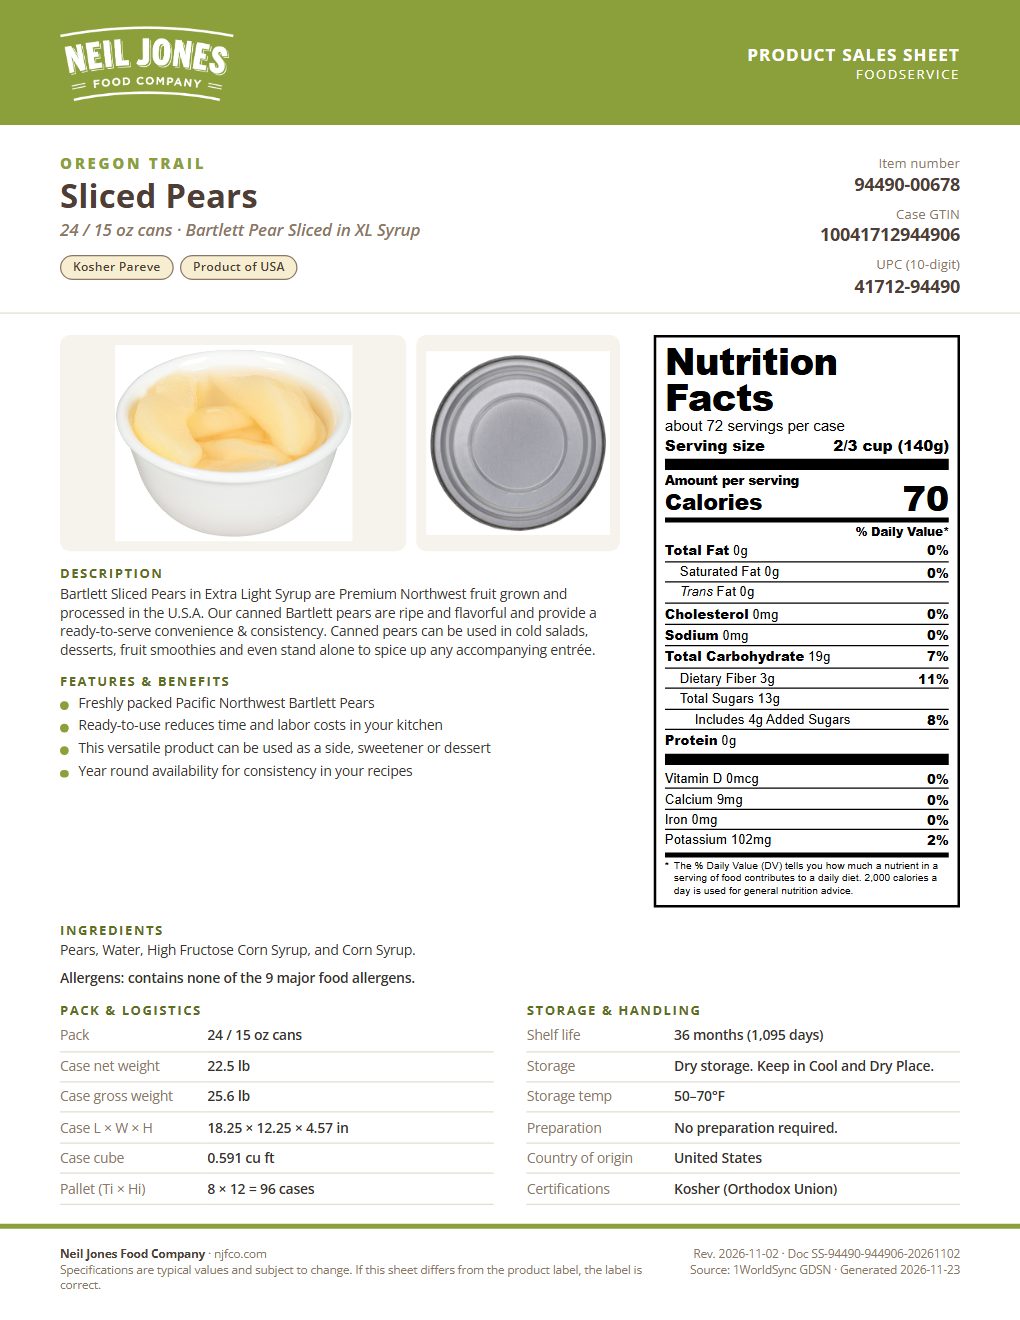 NEIL JONES
FOOD COMPANY
PRODUCT SALES SHEET
FOODSERVICE
OREGON TRAIL
Sliced Pears
24 / 15 oz cans · Bartlett Pear Sliced in XL Syrup
Kosher Pareve
Product of USA
Item number
94490-00678
Case GTIN
10041712944906
UPC (10-digit)
41712-94490
DESCRIPTION
Bartlett Sliced Pears in Extra Light Syrup are Premium Northwest fruit grown and
processed in the U.S.A. Our canned Bartlett pears are ripe and flavorful and provide a
ready-to-serve convenience & consistency. Canned pears can be used in cold salads,
desserts, fruit smoothies and even stand alone to spice up any accompanying entrée.
FEATURES & BENEFITS
Freshly packed Pacific Northwest Bartlett Pears
Ready-to-use reduces time and labor costs in your kitchen
This versatile product can be used as a side, sweetener or dessert
Year round availability for consistency in your recipes
Nutrition
Facts
about 72 servings per case
Serving size 2/3 cup (140g)
Amount per serving
Calories 70
% Daily Value*
Total Fat 0g 0%
Saturated Fat 0g 0%
Trans Fat 0g
Cholesterol 0mg 0%
Sodium 0mg 0%
Total Carbohydrate 19g 7%
Dietary Fiber 3g 11%
Total Sugars 13g
Includes 4g Added Sugars 8%
Protein 0g
Vitamin D 0mcg 0%
Calcium 9mg 0%
Iron 0mg 0%
Potassium 102mg 2%
* The % Daily Value (DV) tells you how much a nutrient in a
serving of food contributes to a daily diet. 2,000 calories a
day is used for general nutrition advice.
INGREDIENTS
Pears, Water, High Fructose Corn Syrup, and Corn Syrup.
Allergens: contains none of the 9 major food allergens.
PACK & LOGISTICS
Pack 24 / 15 oz cans
Case net weight 22.5 lb
Case gross weight 25.6 lb
Case L × W × H 18.25 × 12.25 × 4.57 in
Case cube 0.591 cu ft
Pallet (Ti × Hi) 8 × 12 = 96 cases
STORAGE & HANDLING
Shelf life 36 months (1,095 days)
Storage Dry storage. Keep in Cool and Dry Place.
Storage temp 50–70°F
Preparation No preparation required.
Country of origin United States
Certifications Kosher (Orthodox Union)
Neil Jones Food Company · njfco.com
Specifications are typical values and subject to change. If this sheet differs from the product label, the label is
correct.
Rev. 2026-11-02 · Doc SS-94490-944906-20261102
Source: 1WorldSync GDSN · Generated 2026-11-23